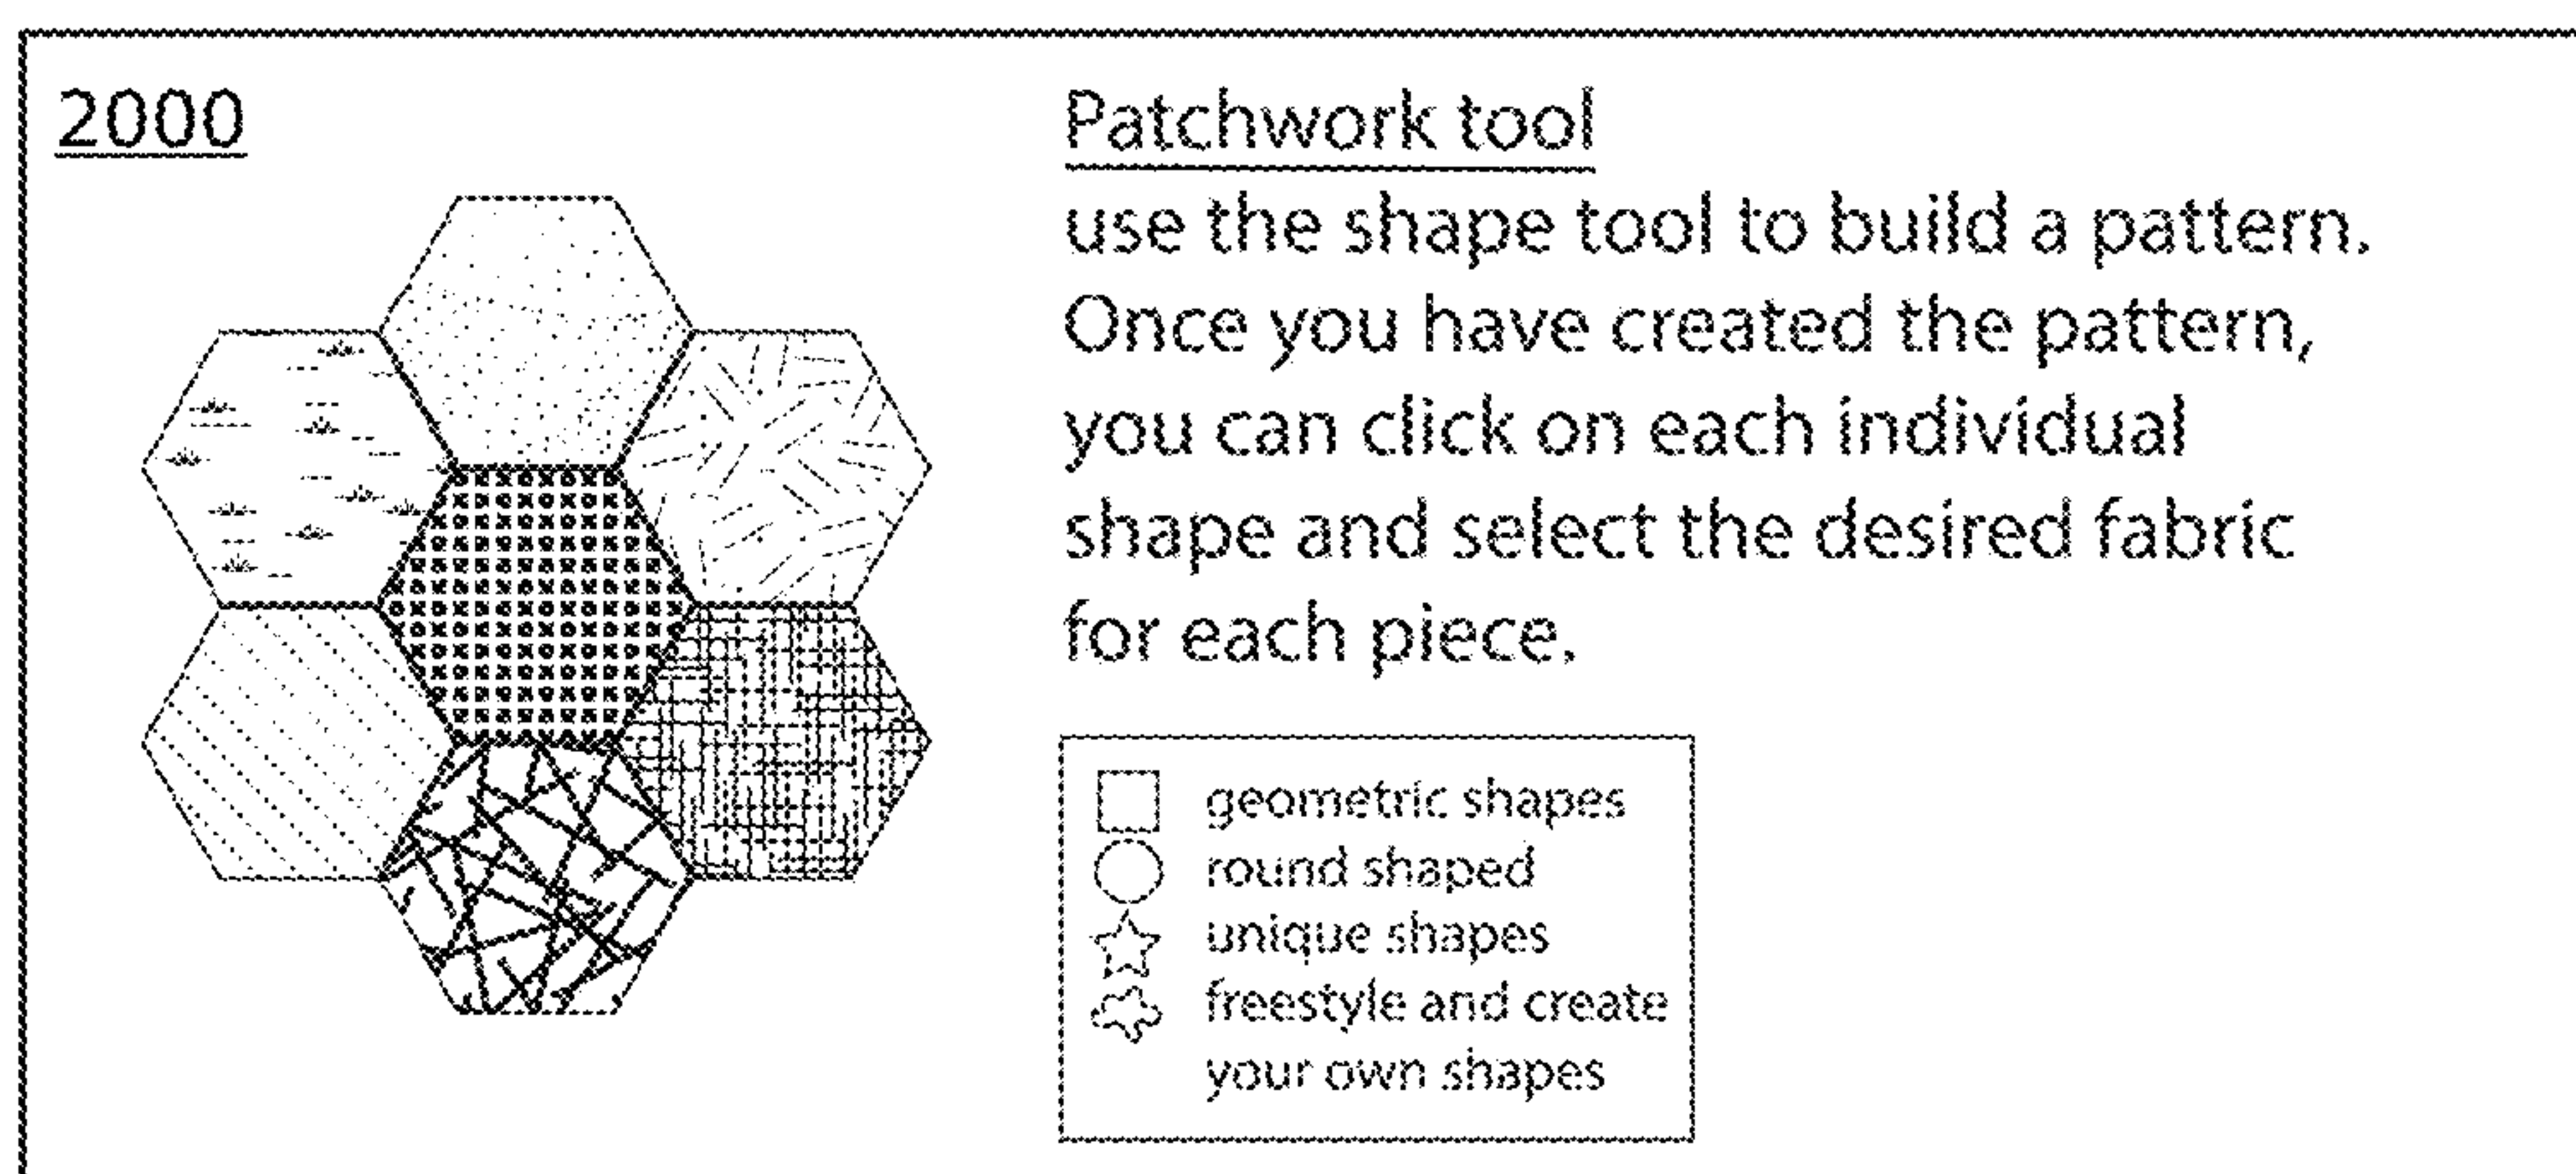 2000
Patchwork tool
use the shape tool to build a pattern.
Once you have created the pattern,
you can click on each individual
shape and select the desired fabric
for each piece.
geometric shapes
round shaped
unique shapes
freestyle and create
your own shapes